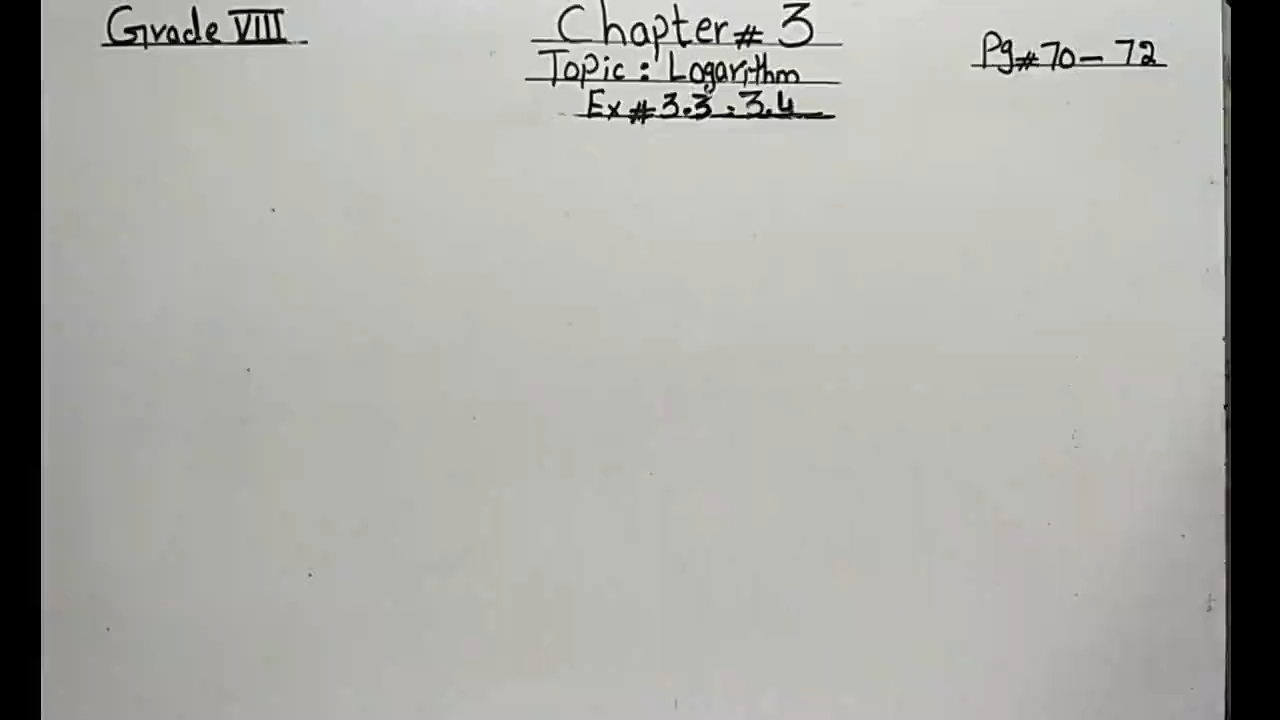 Grade VIII
Chapter # 3
Topic : Logarithm
Ex # 3.3 , 3.4
Pg # 70 - 72